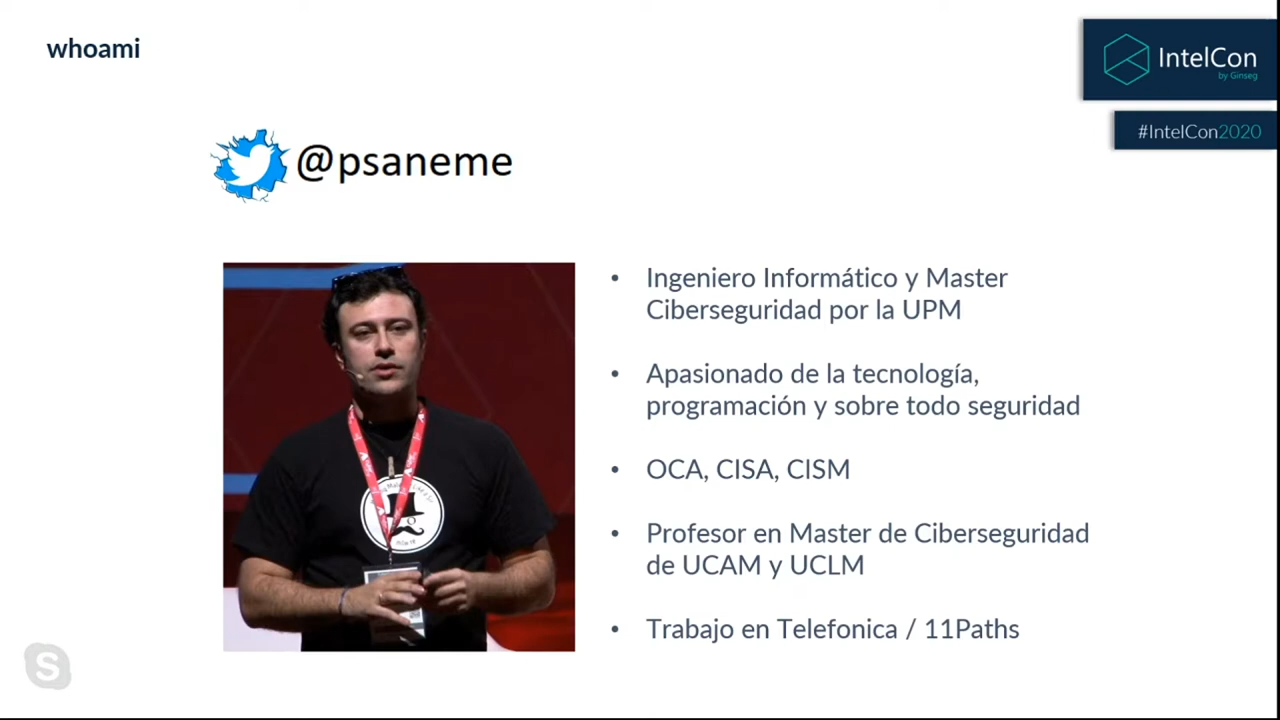 whoami
IntelCon
by Ginseg
#IntelCon2020
@psaneme
• Ingeniero Informático y Master
Ciberseguridad por la UPM
• Apasionado de la tecnología,
programación y sobre todo seguridad
• OCA, CISA, CISM
• Profesor en Master de Ciberseguridad
de UCAM y UCLM
• Trabajo en Telefonica / 11Paths
S